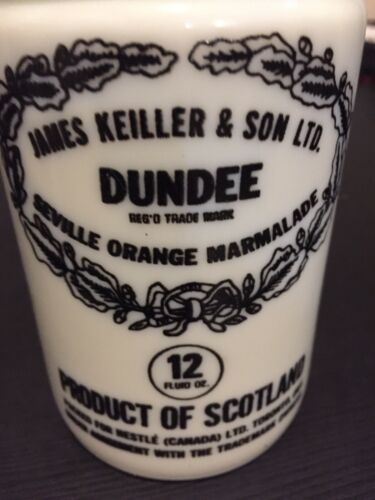 JAMES KEILLER & SON LTD.
DUNDEE
REG'D TRADE MARK
SEVILLE ORANGE MARMALADE
12
FLUID OZ.
PRODUCT OF SCOTLAND
FOR NESTLÉ (CANADA) LTD. TORONTO,
WITH THE TRADEMARK